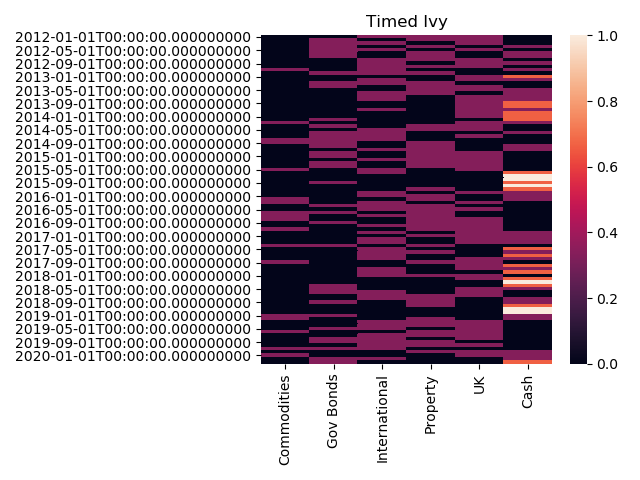 Timed Ivy
2012-01-01T00:00:00.000000000
2012-05-01T00:00:00.000000000
2012-09-01T00:00:00.000000000
2013-01-01T00:00:00.000000000
2013-05-01T00:00:00.000000000
2013-09-01T00:00:00.000000000
2014-01-01T00:00:00.000000000
2014-05-01T00:00:00.000000000
2014-09-01T00:00:00.000000000
2015-01-01T00:00:00.000000000
2015-05-01T00:00:00.000000000
2015-09-01T00:00:00.000000000
2016-01-01T00:00:00.000000000
2016-05-01T00:00:00.000000000
2016-09-01T00:00:00.000000000
2017-01-01T00:00:00.000000000
2017-05-01T00:00:00.000000000
2017-09-01T00:00:00.000000000
2018-01-01T00:00:00.000000000
2018-05-01T00:00:00.000000000
2018-09-01T00:00:00.000000000
2019-01-01T00:00:00.000000000
2019-05-01T00:00:00.000000000
2019-09-01T00:00:00.000000000
2020-01-01T00:00:00.000000000
Commodities
Gov Bonds
International
Property
UK
Cash
1.0
0.8
0.6
0.4
0.2
0.0